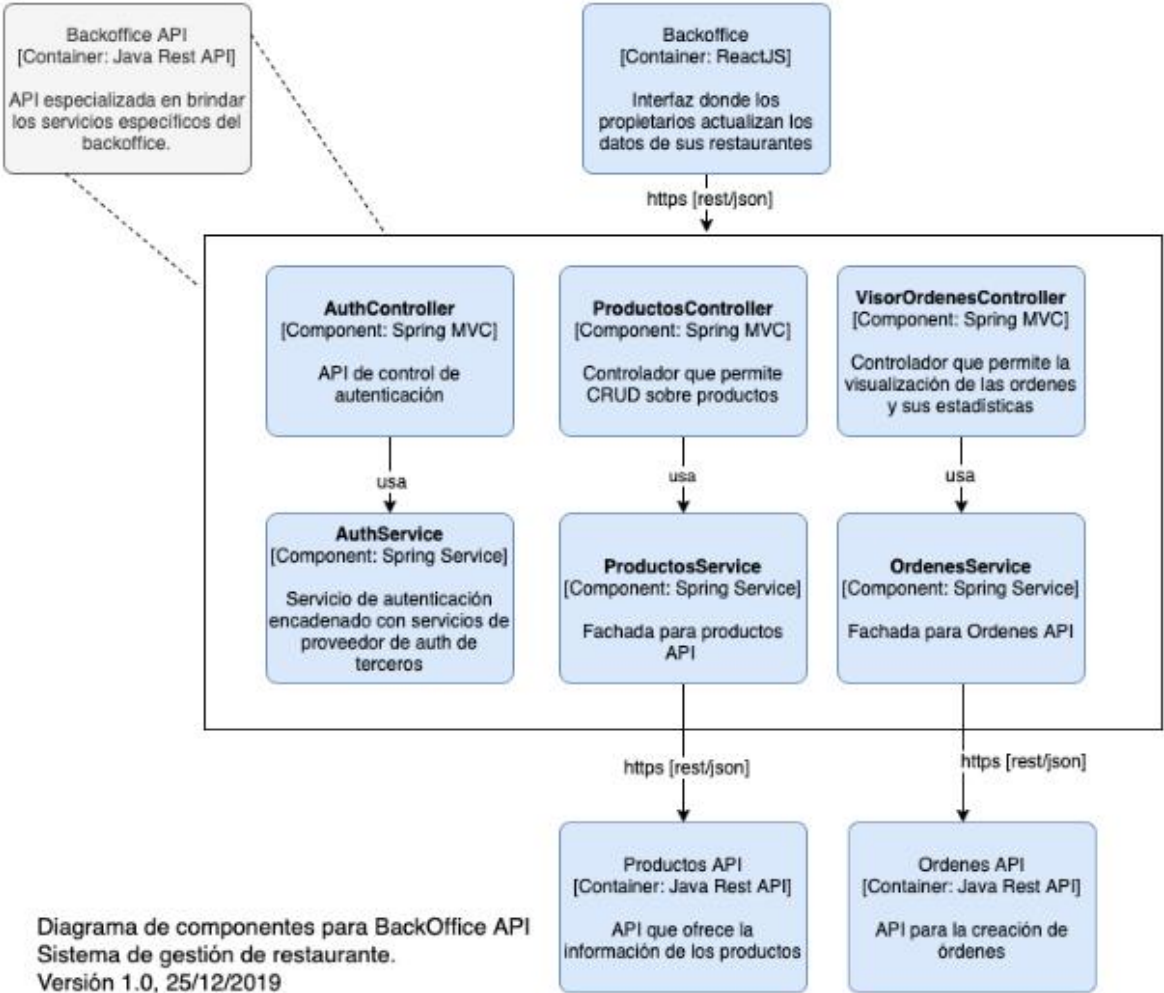 Backoffice API
[Container: Java Rest API]
API especializada en brindar
los servicios específicos del
backoffice.
Backoffice
[Container: ReactJS]
Interfaz donde los
propietarios actualizan los
datos de sus restaurantes
https [rest/json]
AuthController
[Component: Spring MVC]
API de control de
autenticación
ProductosController
[Component: Spring MVC]
Controlador que permite
CRUD sobre productos
VisorOrdenesController
[Component: Spring MVC]
Controlador que permite la
visualización de las ordenes
y sus estadísticas
usa
usa
usa
AuthService
[Component: Spring Service]
Servicio de autenticación
encadenado con servicios de
proveedor de auth de
terceros
ProductosService
[Component: Spring Service]
Fachada para productos
API
OrdenesService
[Component: Spring Service]
Fachada para Ordenes API
https [rest/json]
https [rest/json]
Productos API
[Container: Java Rest API]
API que ofrece la
información de los productos
Ordenes API
[Container: Java Rest API]
API para la creación de
órdenes
Diagrama de componentes para BackOffice API
Sistema de gestión de restaurante.
Versión 1.0, 25/12/2019